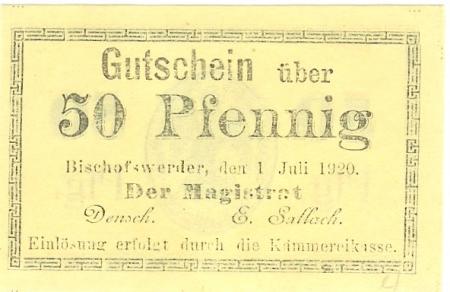 Gutschein über
50 Pfennig
Bischofswerder, den 1 Juli 1920.
Der Magistrat
Densch. E. Sallach.
Einlösung erfolgt durch die Kämmereikasse.